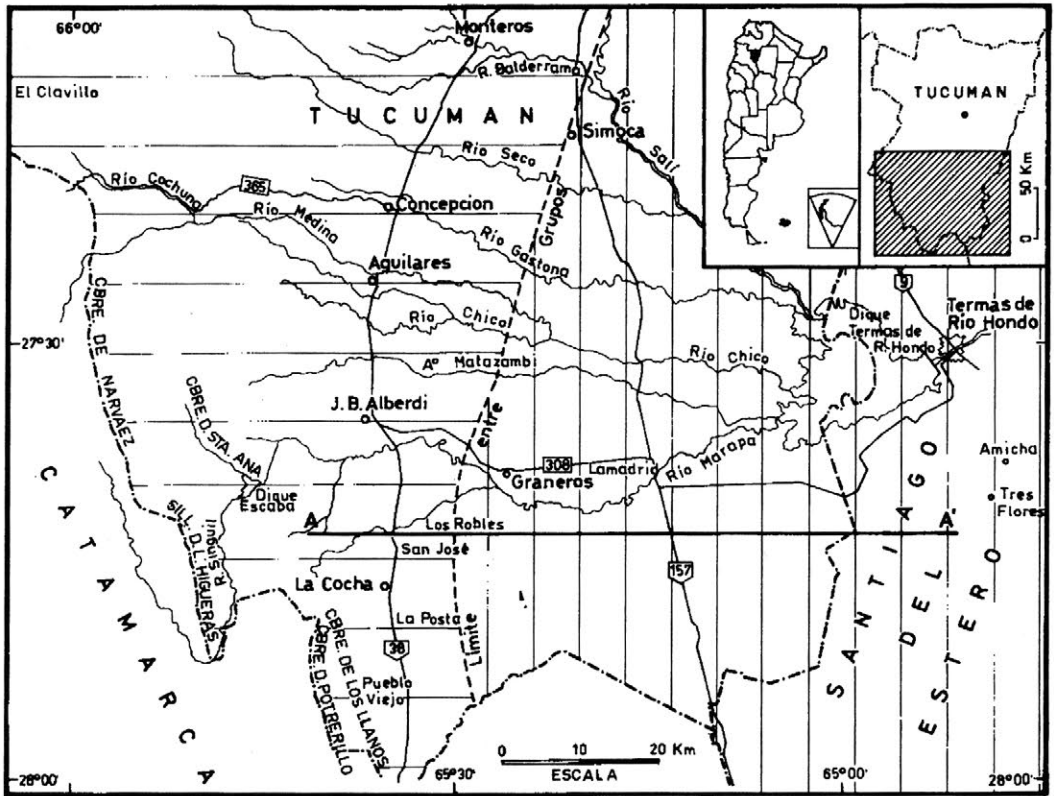 66°00'
Monteros
R. Balderrama
El Clavillo
TUCUMAN
Río
Salí
Simoca
Río Seco
Río Cochuna
365
Concepcion
Río Medina
Grupos
Río Gastona
Aguilares
TUCUMAN
50 Km
0
9
27°30'
Río Chico
Aº Matazambi
Río Chico
Dique
Termas de
R. Hondo
Termas de
Río Hondo
CBRE. DE
NARVAEZ
CBRE. D. STA. ANA
J. B. Alberdi
entre
308
Lamadrid
Río Marapa
Graneros
Dique
Escaba
Amicha
Tres
Flores
CATAMARCA
SILL. D. L. HIGUERAS
R. Singuil
A
Los Robles
A'
San José
157
La Cocha
La Posta
Limite
38
CBRE. DE LOS LLANOS
CBRE. D. POTRERILLO
Pueblo
Viejo
SANTIAGO
DEL
ESTERO
0 10 20 Km
ESCALA
28°00'
65°30'
65°00'
28°00'